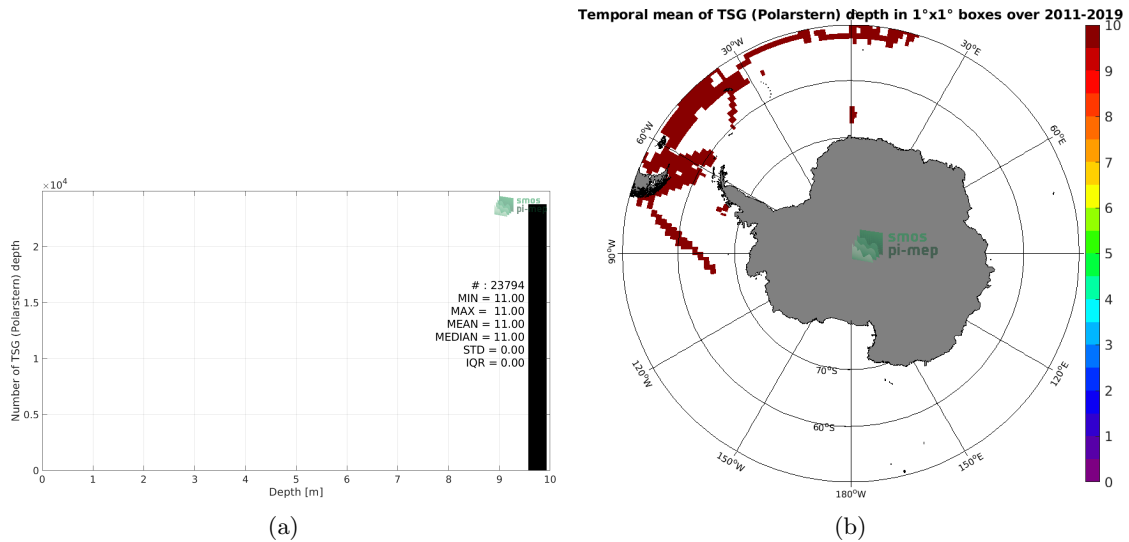 Temporal mean of TSG (Polarstern) depth in 1°x1° boxes over 2011-2019
×10⁴
Number of TSG (Polarstern) depth
2
1.5
1
0.5
0
0 1 2 3 4 5 6 7 8 9 10
Depth [m]
smos
pi-mep
# : 23794
MIN = 11.00
MAX = 11.00
MEAN = 11.00
MEDIAN = 11.00
STD = 0.00
IQR = 0.00
(a)
30°W
30°E
60°W
60°E
90°W
120°W
120°E
150°W
150°E
180°W
70°S
60°S
smos
pi-mep
10
9
8
7
6
5
4
3
2
1
0
(b)